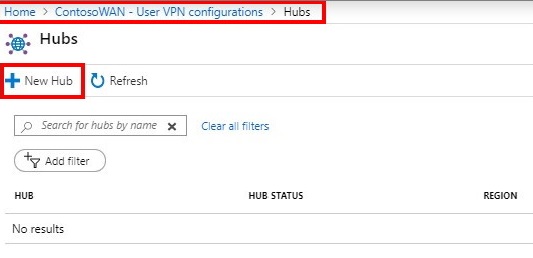 Home > ContosoWAN - User VPN configurations > Hubs
Hubs
New Hub Refresh
Search for hubs by name Clear all filters
Add filter
HUB HUB STATUS REGION
No results